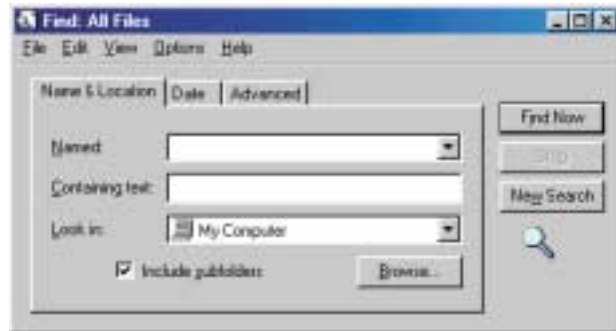 Find: All Files
File Edit View Options Help
Name & Location Date Advanced
Find Now
Named:
Stop
Containing text:
New Search
Look in: My Computer
Include subfolders Browse...